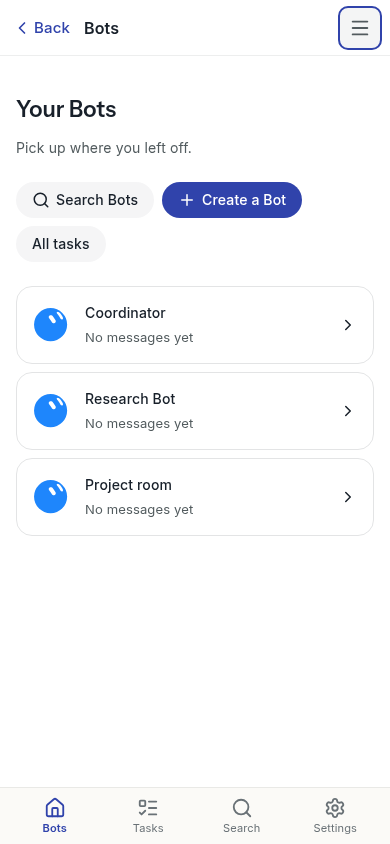 Back Bots
Your Bots
Pick up where you left off.
Search Bots
Create a Bot
All tasks
Coordinator
No messages yet
Research Bot
No messages yet
Project room
No messages yet
Bots
Tasks
Search
Settings